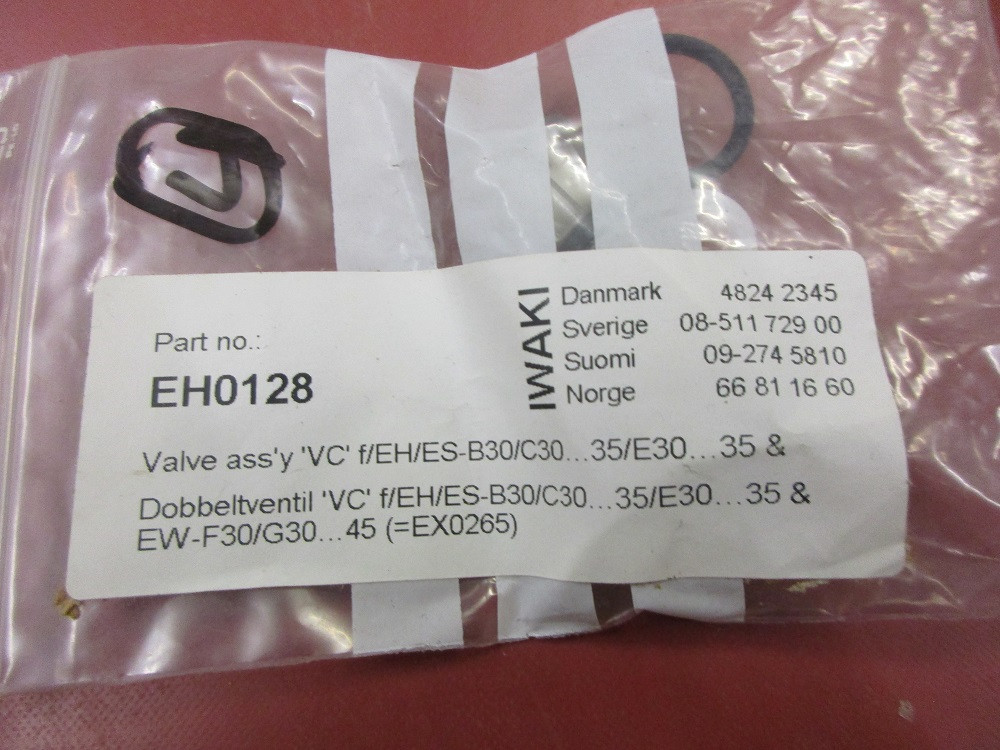 Part no.:
EH0128
IWAKI
Danmark 4824 2345
Sverige 08-511 729 00
Suomi 09-274 5810
Norge 66 81 16 60
Valve ass'y 'VC' f/EH/ES-B30/C30...35/E30...35 &
Dobbeltventil 'VC' f/EH/ES-B30/C30...35/E30...35 &
EW-F30/G30...45 (=EX0265)